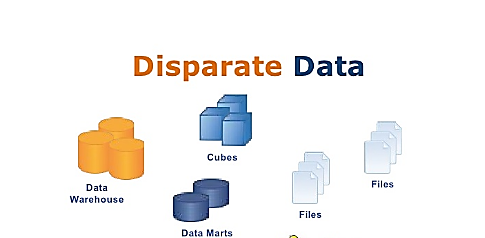 Disparate Data
Cubes
Data
Warehouse
Files
Files
Data Marts